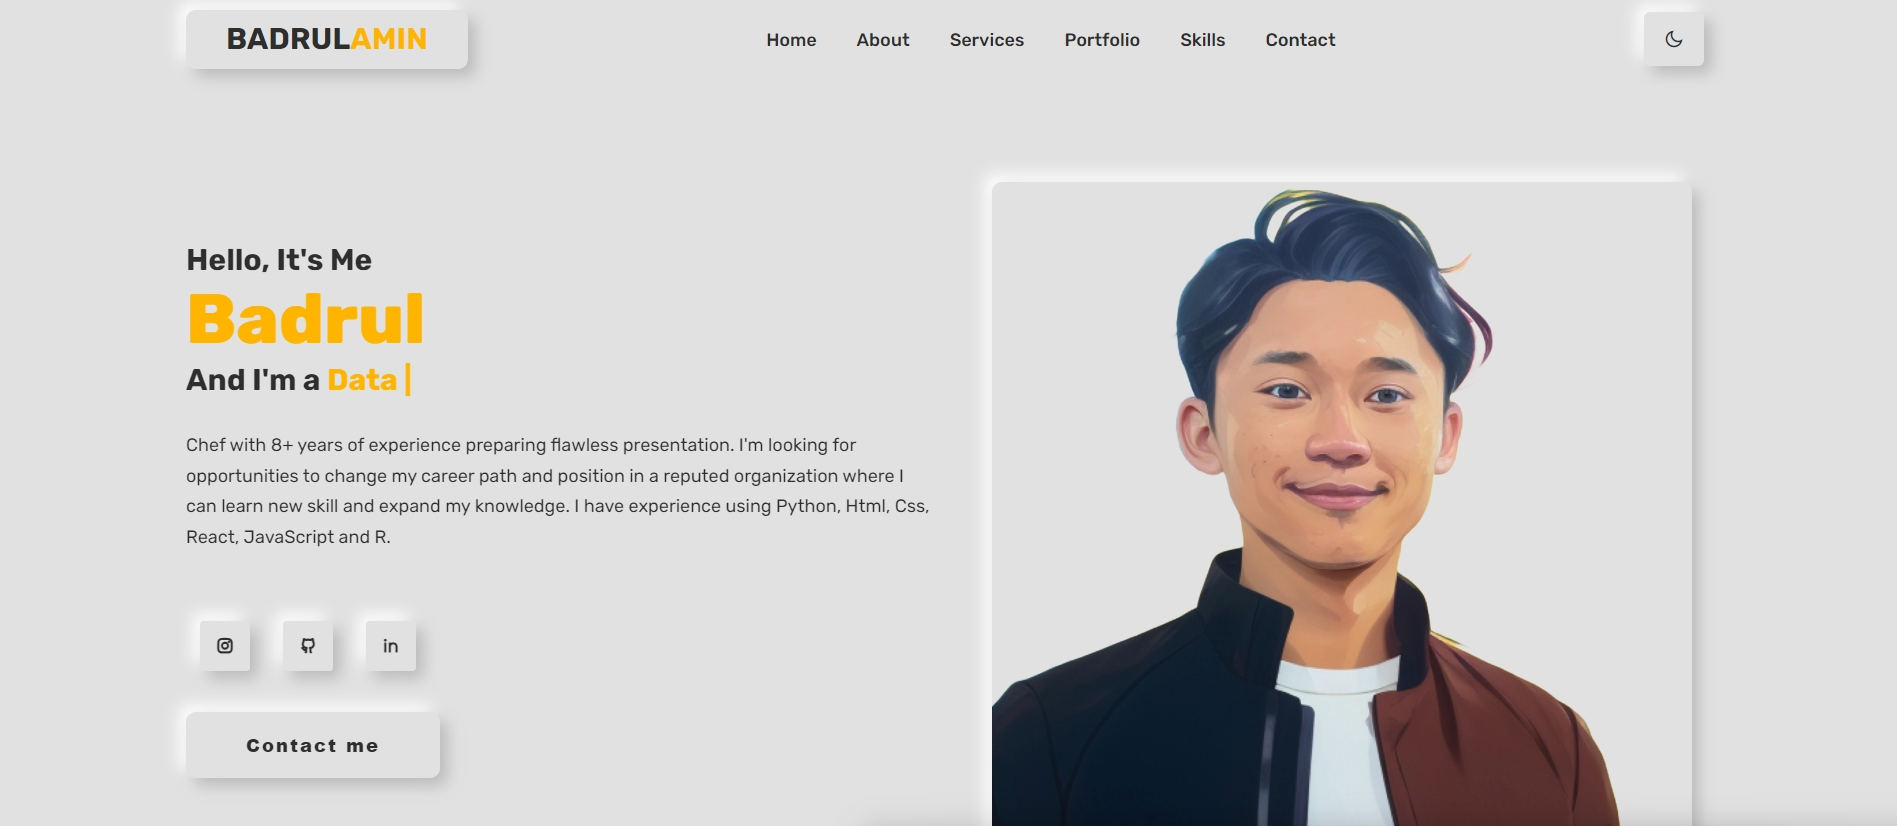 BADRULAMIN
Home About Services Portfolio Skills Contact
Hello, It's Me
Badrul
And I'm a Data |
Chef with 8+ years of experience preparing flawless presentation. I'm looking for
opportunities to change my career path and position in a reputed organization where I
can learn new skill and expand my knowledge. I have experience using Python, Html, Css,
React, JavaScript and R.
in
Contact me